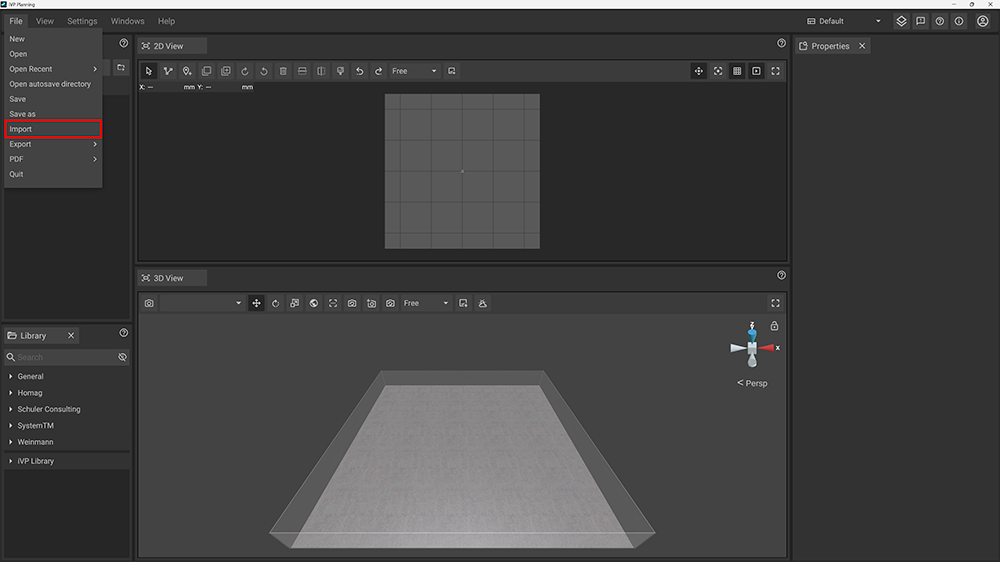 iVP Planning
File View Settings Windows Help
Default
New
Open
Open Recent
Open autosave directory
Save
Save as
Import
Export
PDF
Quit
2D View
Free
X: -- mm Y: -- mm
3D View
Free
z
x
< Persp
Properties
Library
Search
General
Homag
Schuler Consulting
SystemTM
Weinmann
iVP Library